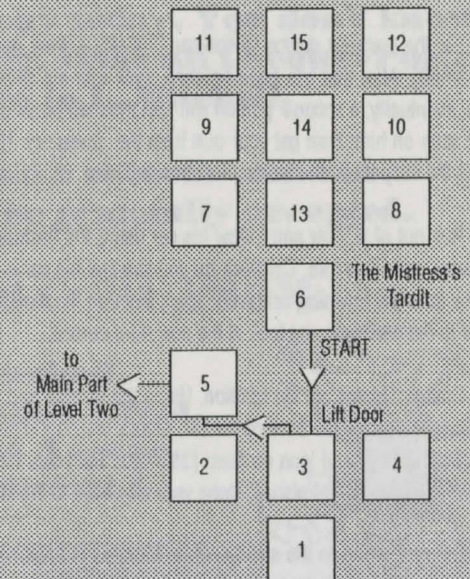 11 15 12
9 14 10
7 13 8
The Mistress's
Tardit
6
START
to
Main Part
of Level Two
5
Lift Door
2 3 4
1